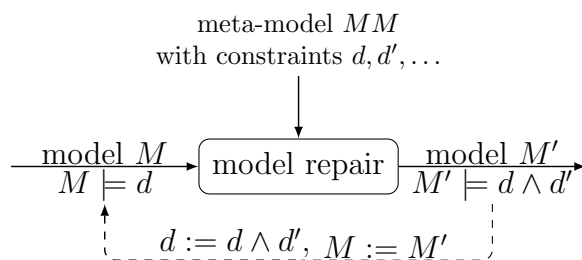 meta-model MM
with constraints d, d′, …
model M
M ⊨ d
model repair
model M′
M′ ⊨ d ∧ d′
d := d ∧ d′, M := M′